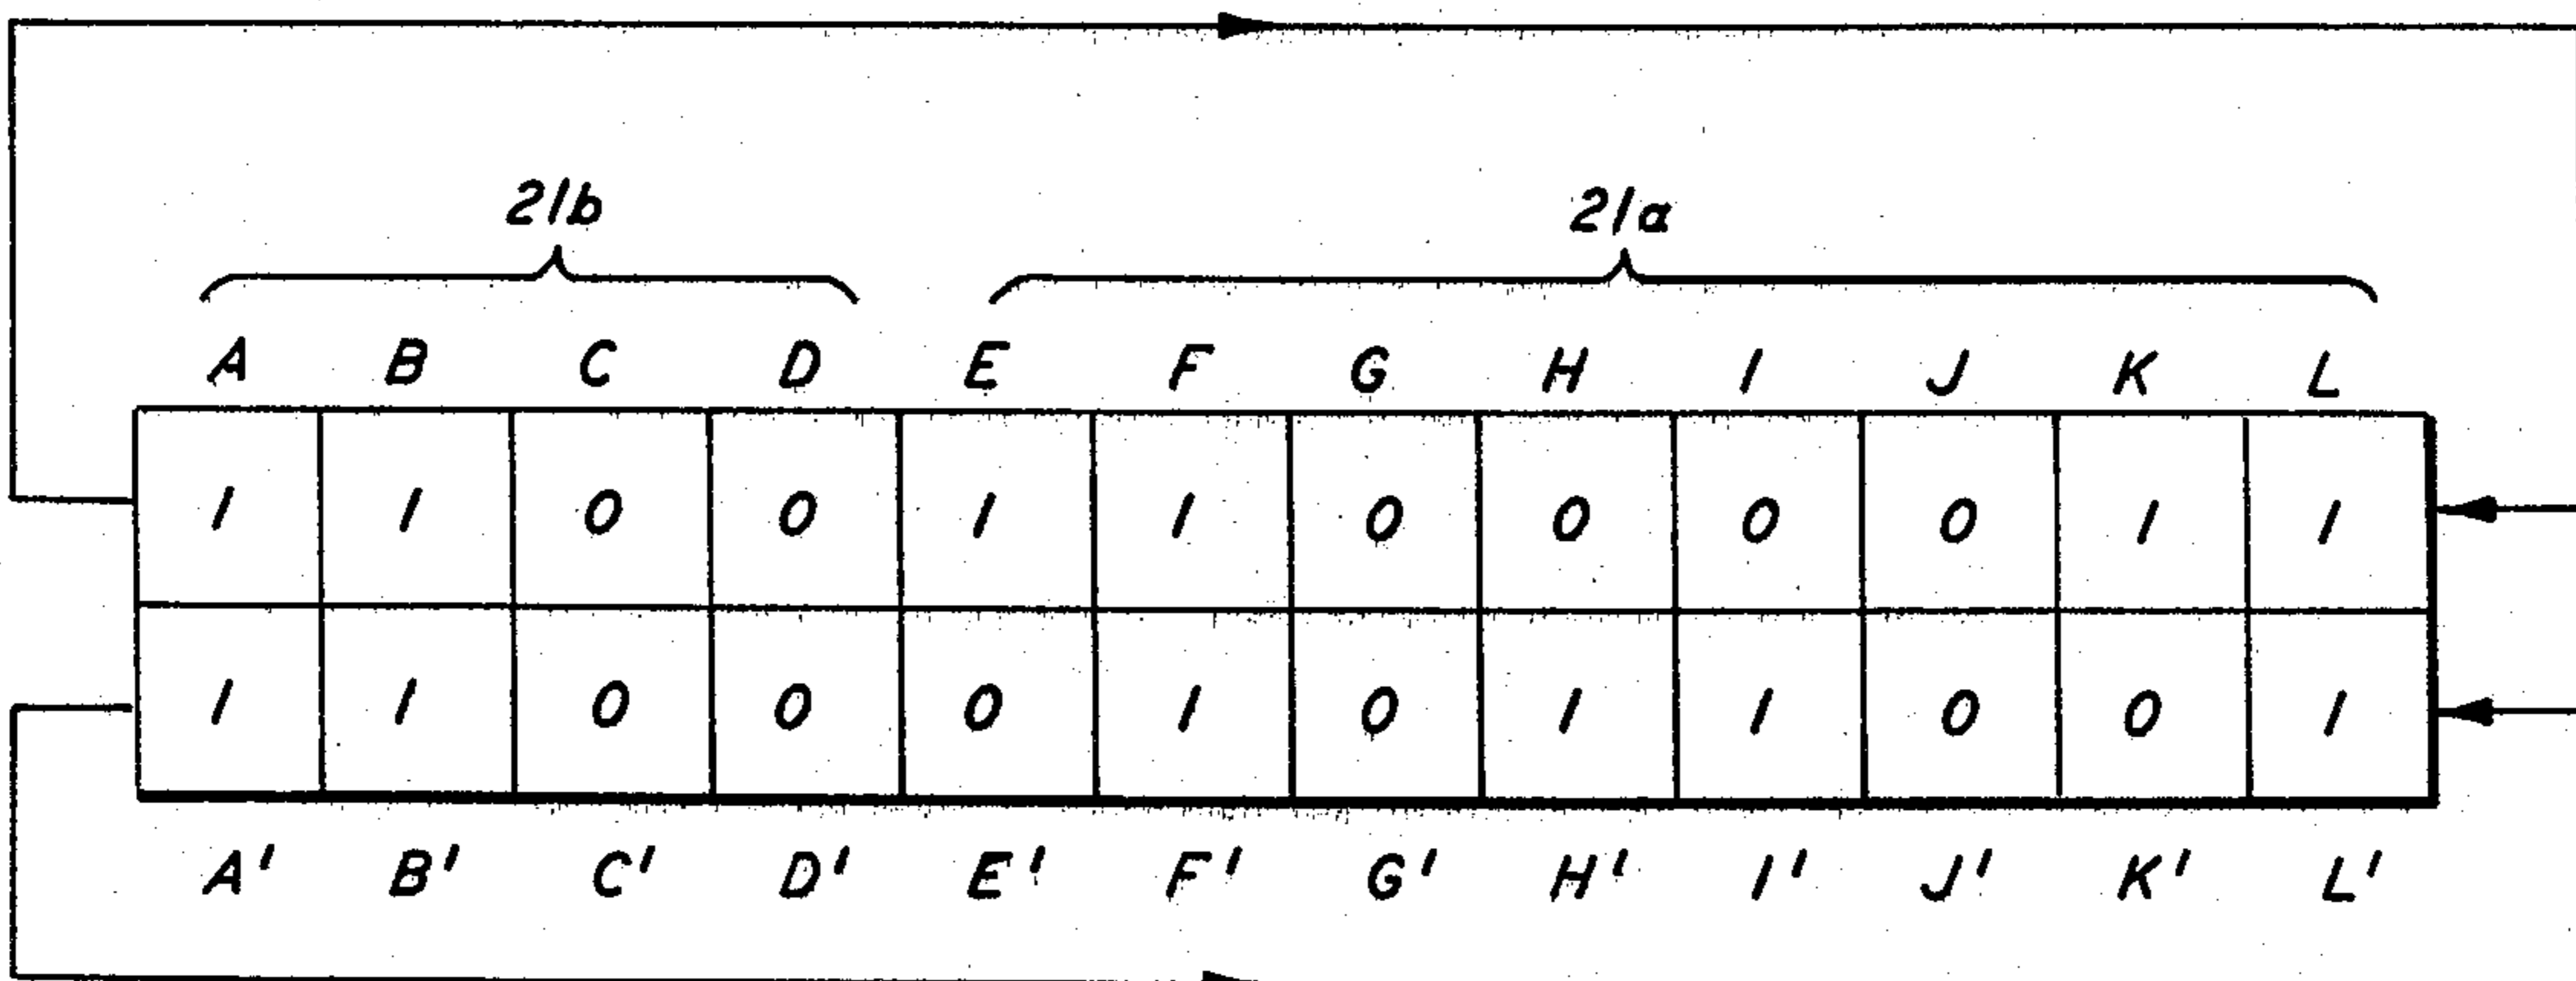 21b 21a
A B C D E F G H I J K L
1 1 0 0 1 1 0 0 0 0 1 1
1 1 0 0 0 1 0 1 1 0 0 1
A' B' C' D' E' F' G' H' I' J' K' L'